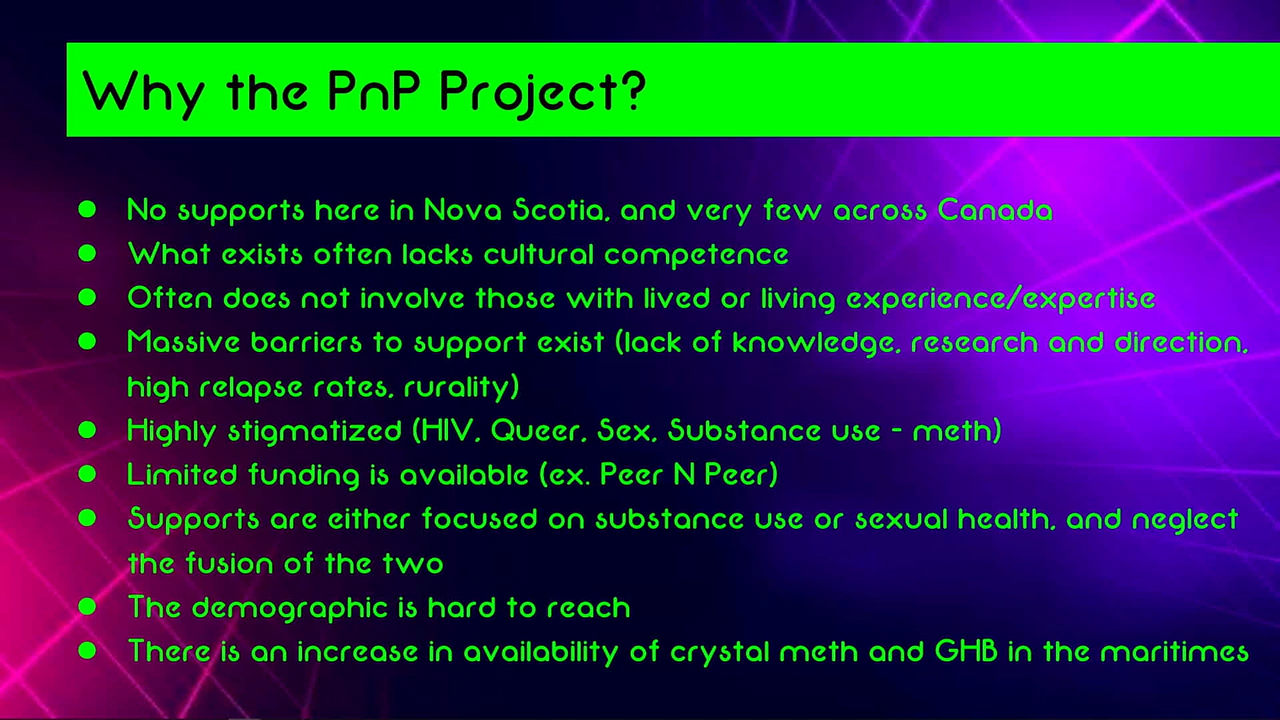 Why the PnP Project?
● No supports here in Nova Scotia, and very few across Canada
● What exists often lacks cultural competence
● Often does not involve those with lived or living experience/expertise
● Massive barriers to support exist (lack of knowledge, research and direction,
high relapse rates, rurality)
● Highly stigmatized (HIV, Queer, Sex, Substance use - meth)
● Limited funding is available (ex. Peer N Peer)
● Supports are either focused on substance use or sexual health, and neglect
the fusion of the two
● The demographic is hard to reach
● There is an increase in availability of crystal meth and GHB in the maritimes